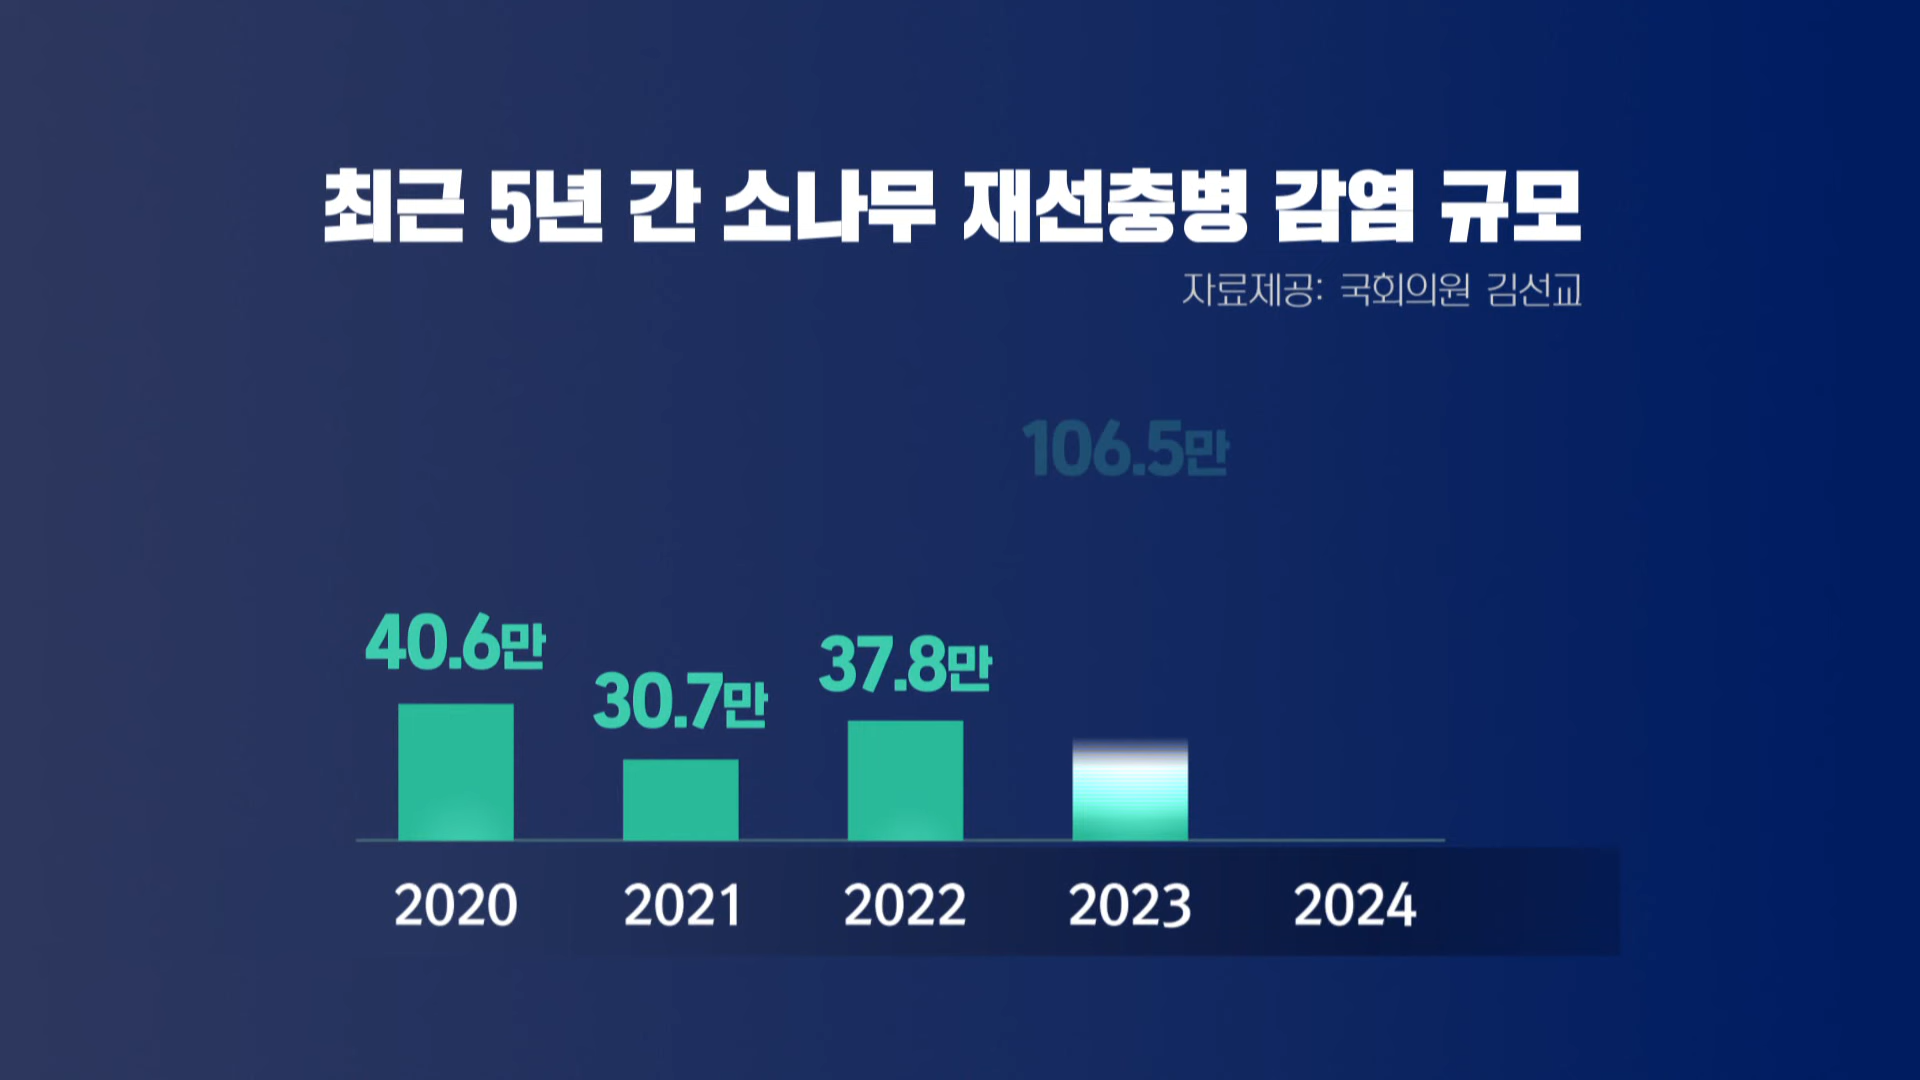 최근 5년 간 소나무 재선충병 감염 규모
자료제공: 국회의원 김선교
106.5만
40.6만
30.7만
37.8만
2020
2021
2022
2023
2024